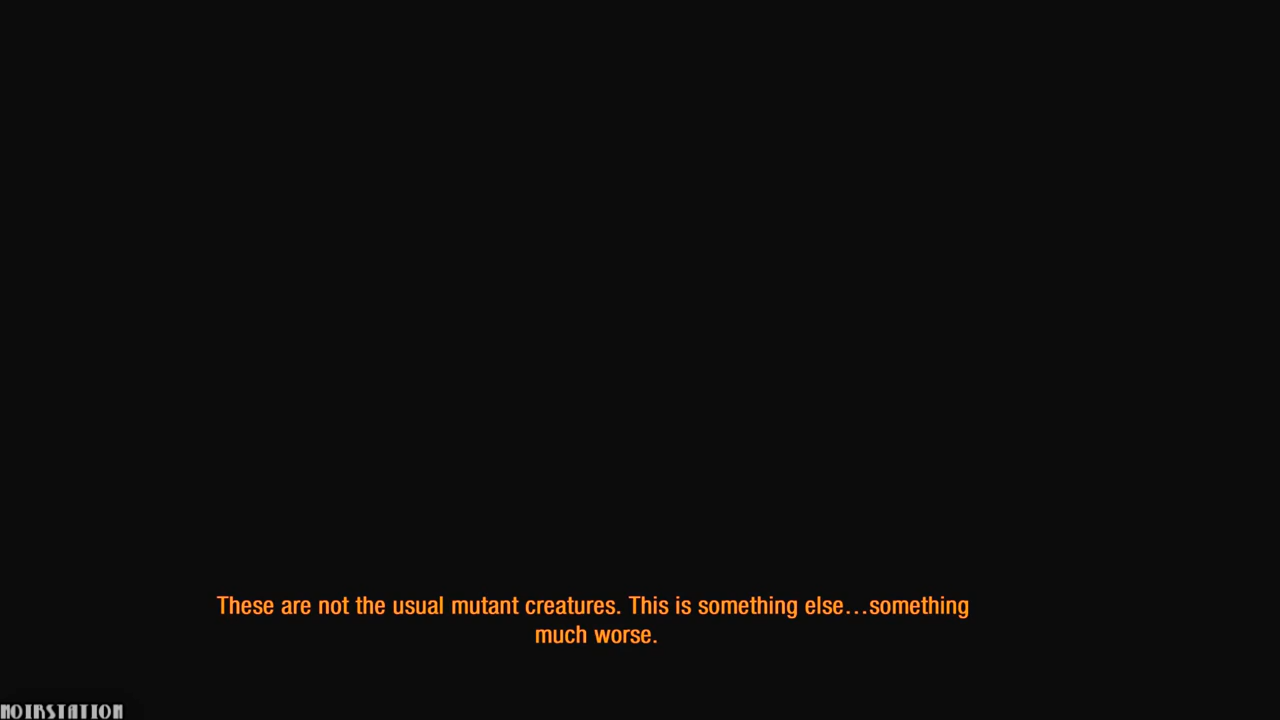 These are not the usual mutant creatures. This is something else...something
much worse.
NOIRSTATION